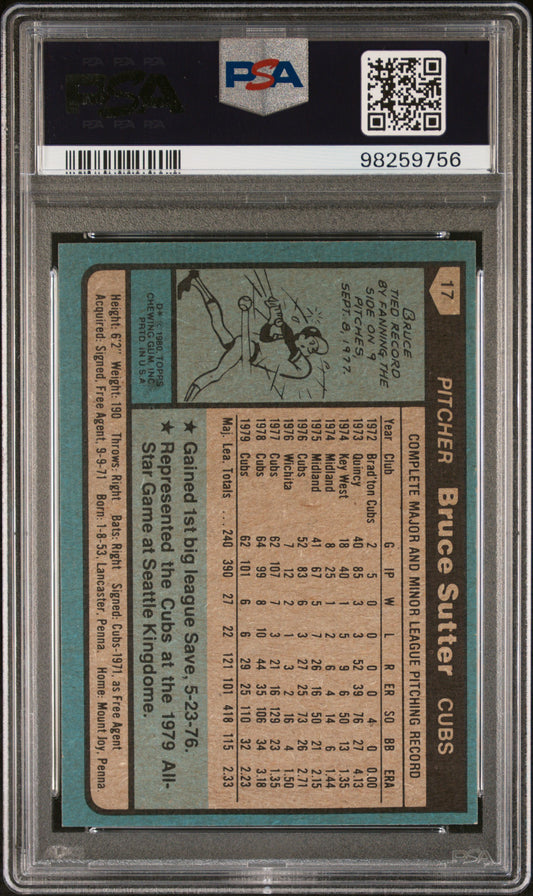 PSA
PSA
98259756
17 PITCHER Bruce Sutter CUBS
BRUCE
TIED RECORD
BY FANNING THE
SIDE ON 9
PITCHES,
SEPT. 8, 1977.
D* © 1980 TOPPS
CHEWING GUM, INC.
PRTD. IN U.S.A.
COMPLETE MAJOR AND MINOR LEAGUE PITCHING RECORD
Year Club G IP W L R ER SO BB ERA
1972 Brad'ton Cubs 2 5 0 0 0 0 4 0 0.00
1973 Quincy 40 85 3 3 52 39 76 27 4.13
1974 Key West 18 40 1 5 9 6 50 13 1.35
1974 Midland 8 25 1 2 6 4 14 6 1.44
1975 Midland 41 67 5 7 26 16 50 21 2.15
1976 Cubs 52 83 6 3 27 25 73 26 2.71
1976 Wichita 7 12 2 1 3 2 16 4 1.50
1977 Cubs 62 107 7 3 21 16 129 23 1.35
1978 Cubs 64 99 8 10 44 35 106 34 3.18
1979 Cubs 62 101 6 6 29 25 110 32 2.23
Maj. Lea. Totals ... 240 390 27 22 121 101 418 115 2.33
★ Gained 1st big league Save, 5-23-76.
★ Represented the Cubs at the 1979 All-
Star Game at Seattle Kingdome.
Height: 6'2" Weight: 190 Throws: Right Bats: Right Signed: Cubs-1971, as Free Agent
Acquired: Signed, Free Agent, 9-9-71 Born: 1-8-53, Lancaster, Penna. Home: Mount Joy, Penna
PSA